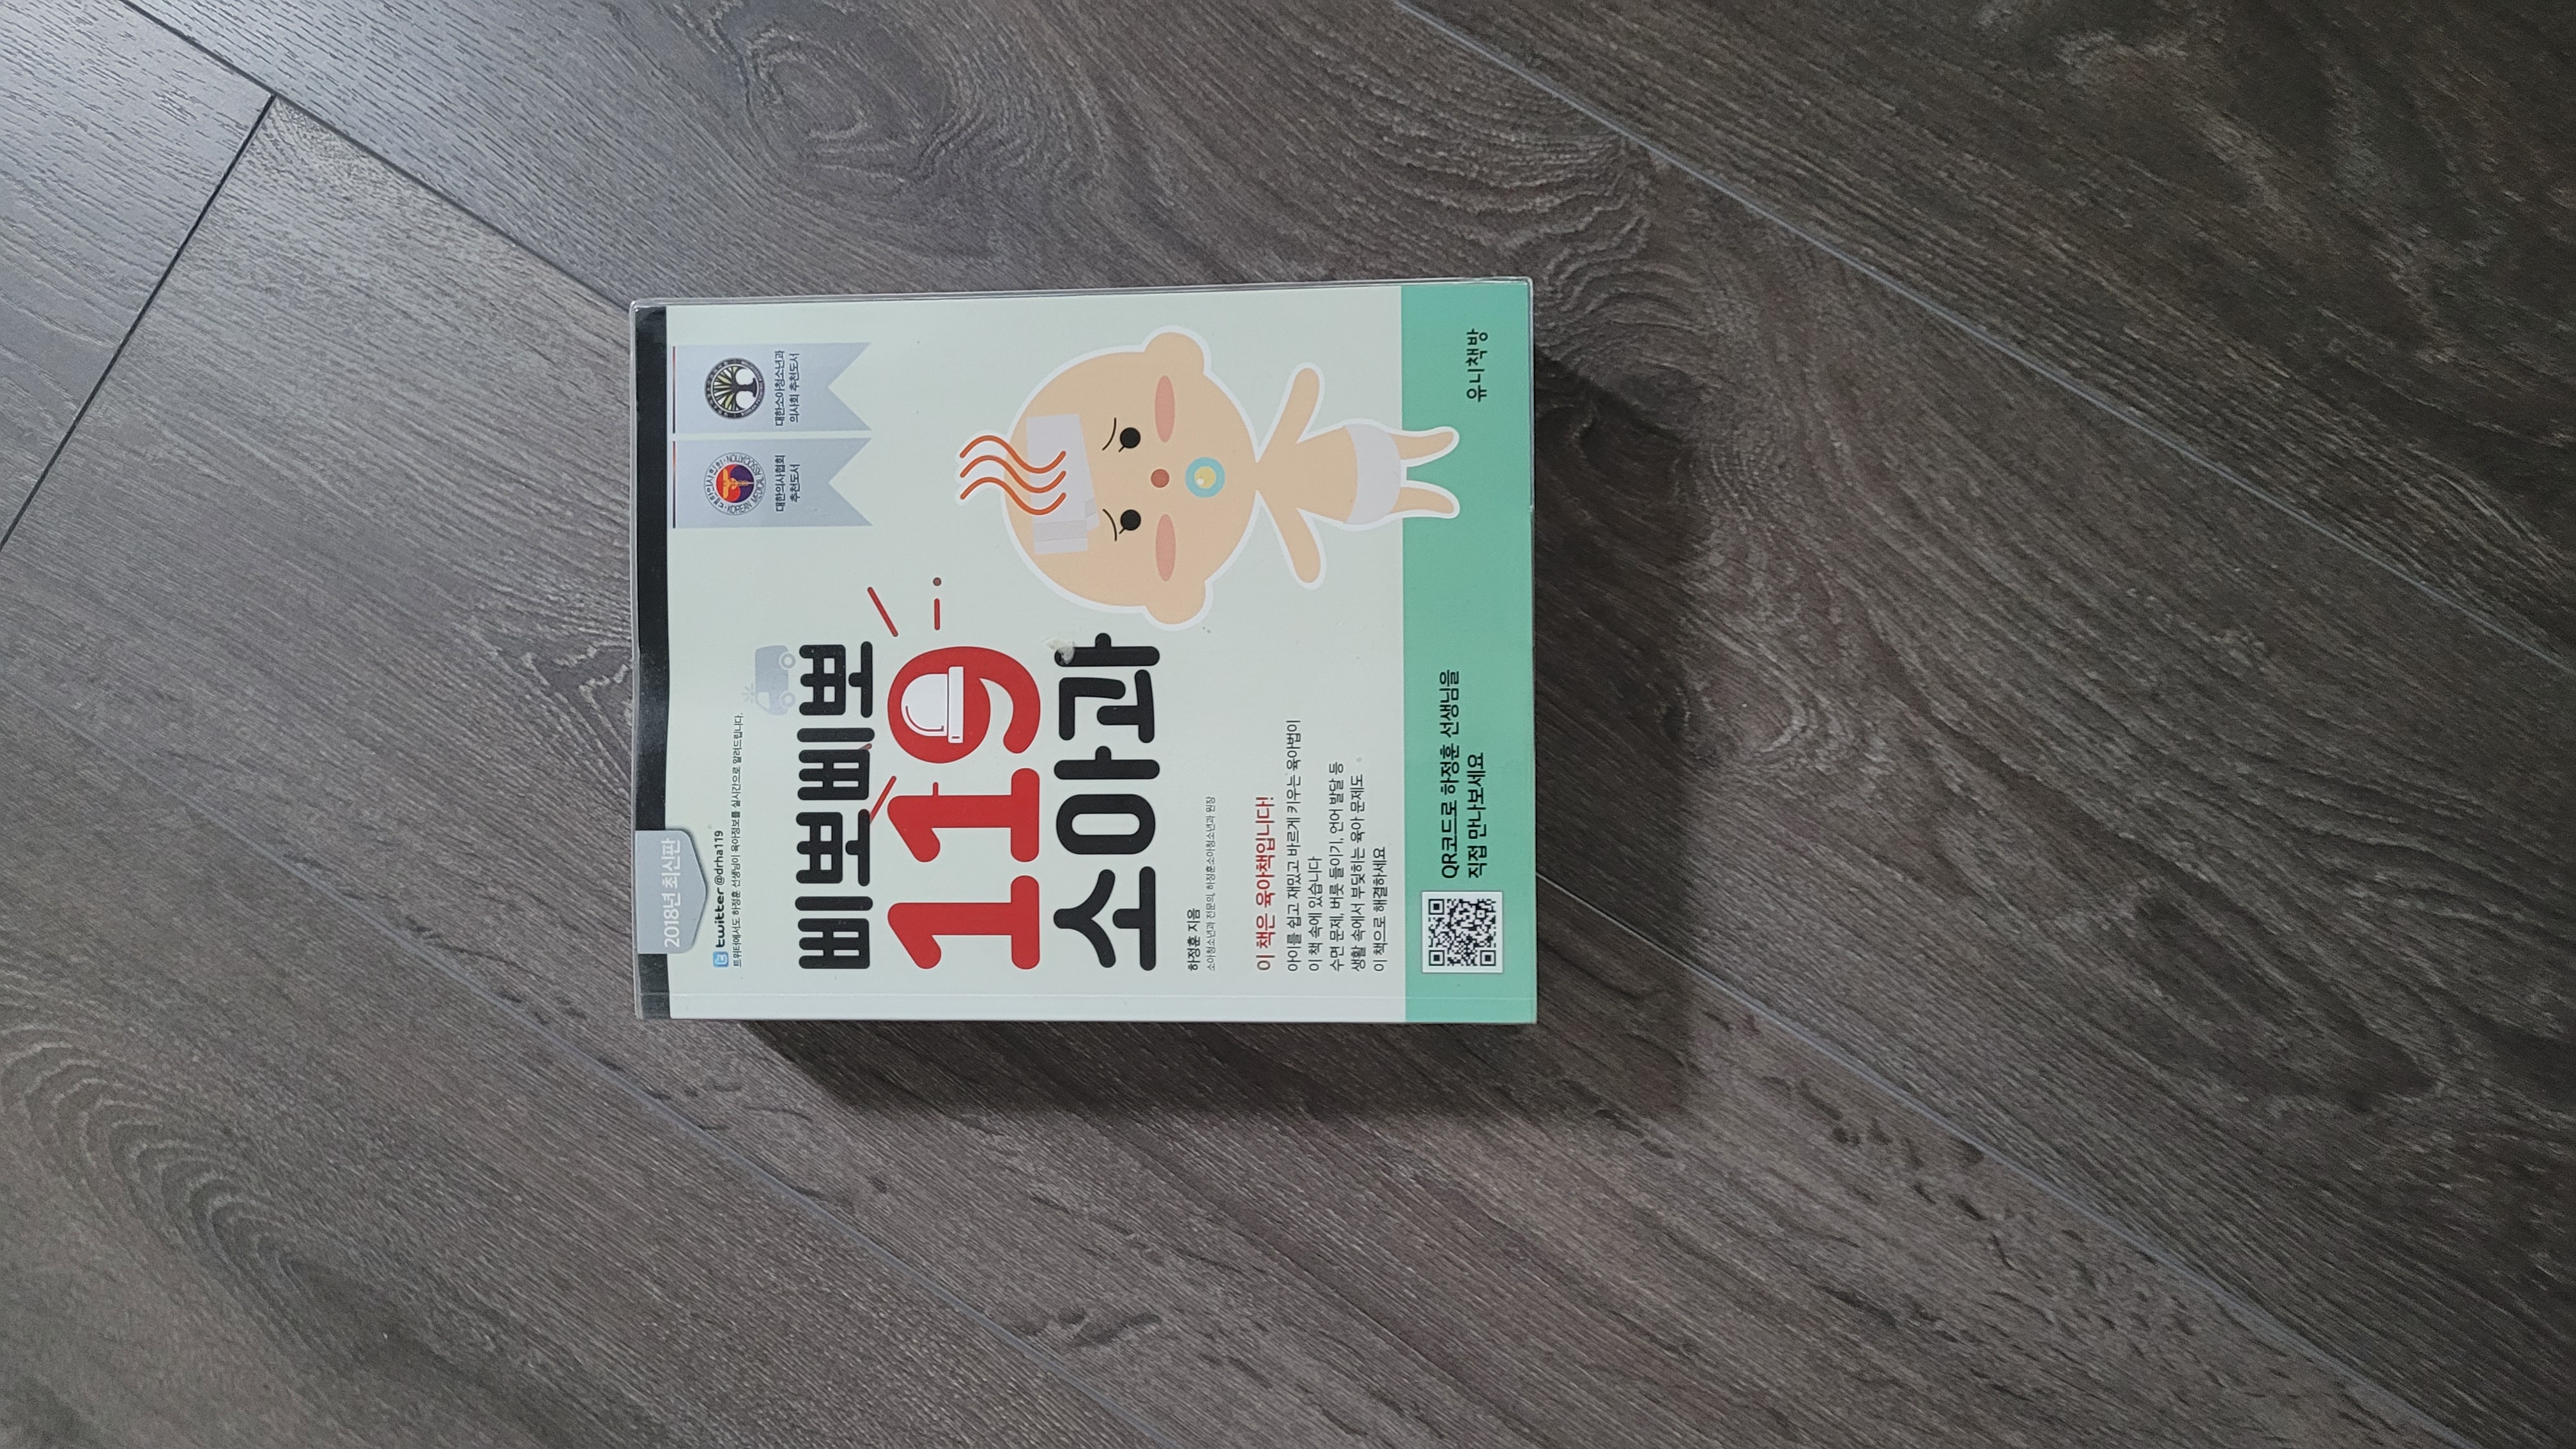 2018년 최신판
twitter @drha119
트위터에서도 하정훈 선생님이 육아정보를 실시간으로 알려드립니다.
대한의사협회
추천도서
대한소아청소년과
의사회 추천도서
KOREAN MEDICAL ASSOCIATION
삐뽀삐뽀
119
소아과
하정훈 지음
소아청소년과 전문의, 하정훈소아청소년과 원장
이 책은 육아책입니다!
아이를 쉽고 재밌고 바르게 키우는 육아법이
이 책 속에 있습니다
수면 문제, 버릇 들이기, 언어 발달 등
생활 속에서 부딪히는 육아 문제도
이 책으로 해결하세요
QR코드로 하정훈 선생님을
직접 만나보세요
유니책방